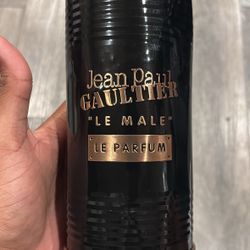 Jean Paul
GAULTIER
"LE MALE"
LE PARFUM